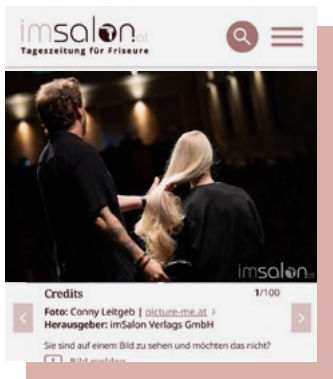 imsalon.at
Tageszeitung für Friseure
imsalon.at
Credits 1/100
Foto: Conny Leitgeb | picture-me.at >
Herausgeber: imSalon Verlags GmbH
Sie sind auf einem Bild zu sehen und möchten das nicht?
Bild melden